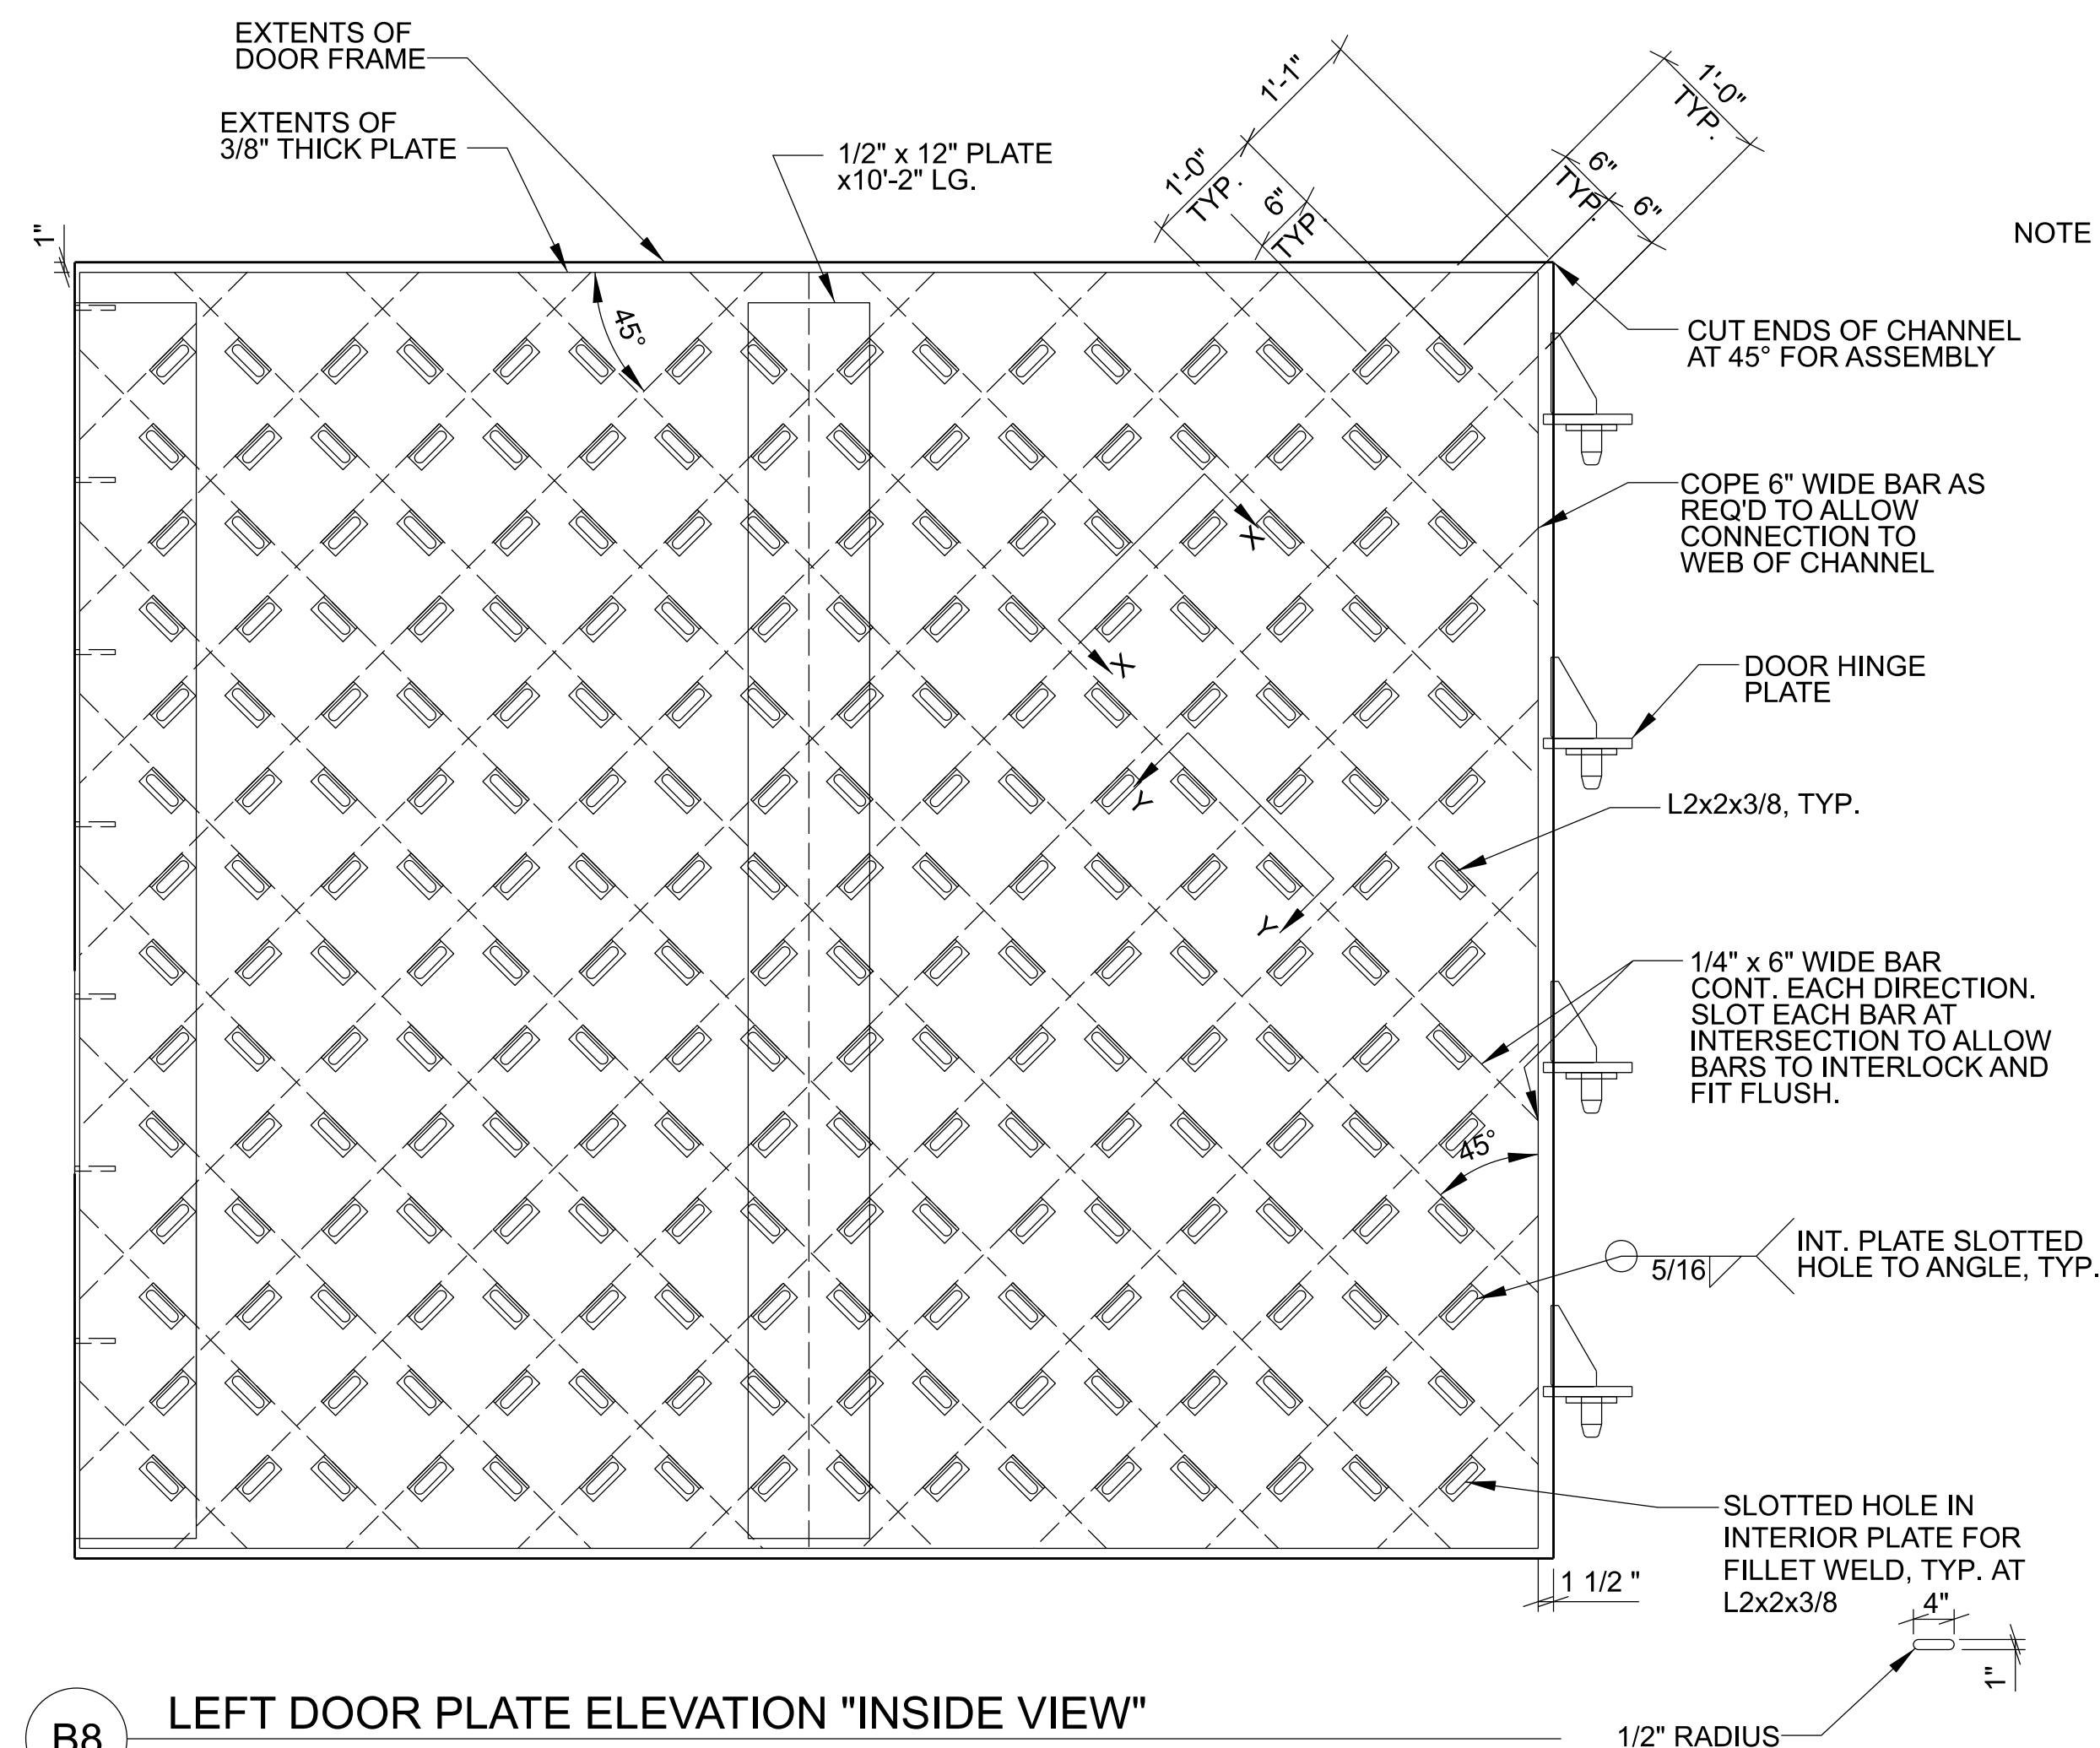 EXTENTS OF
DOOR FRAME
EXTENTS OF
3/8" THICK PLATE
1/2" x 12" PLATE
x10'-2" LG.
1'-1"
1'-0"
TYP.
6"
TYP.
1'-0"
TYP.
6"
TYP.
6"
1"
45°
NOTE
CUT ENDS OF CHANNEL
AT 45° FOR ASSEMBLY
COPE 6" WIDE BAR AS
REQ'D TO ALLOW
CONNECTION TO
WEB OF CHANNEL
X
X
DOOR HINGE
PLATE
Y
Y
L2x2x3/8, TYP.
1/4" x 6" WIDE BAR
CONT. EACH DIRECTION.
SLOT EACH BAR AT
INTERSECTION TO ALLOW
BARS TO INTERLOCK AND
FIT FLUSH.
45°
INT. PLATE SLOTTED
HOLE TO ANGLE, TYP.
5/16
SLOTTED HOLE IN
INTERIOR PLATE FOR
FILLET WELD, TYP. AT
L2x2x3/8
1 1/2 "
4"
1"
1/2" RADIUS
B8
LEFT DOOR PLATE ELEVATION "INSIDE VIEW"